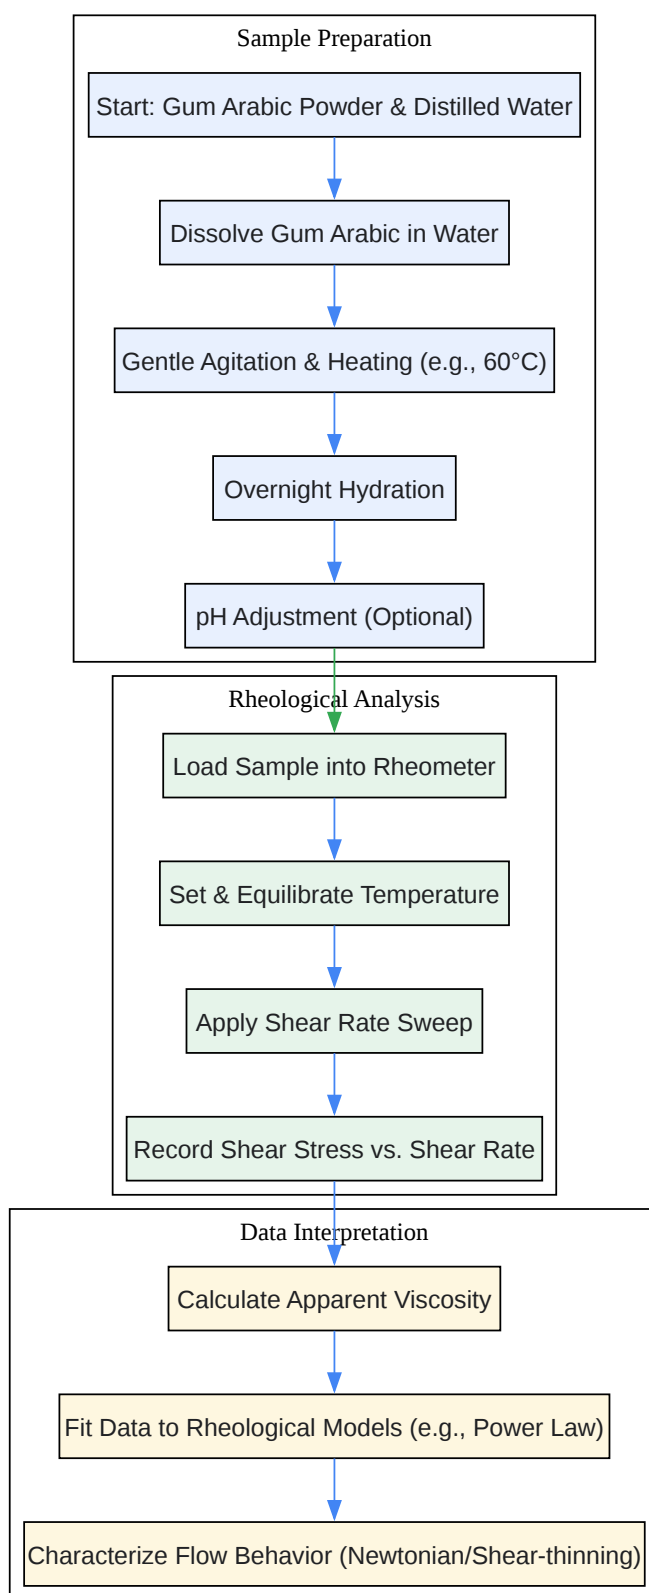 Sample Preparation
Start: Gum Arabic Powder & Distilled Water
Dissolve Gum Arabic in Water
Gentle Agitation & Heating (e.g., 60°C)
Overnight Hydration
pH Adjustment (Optional)
Rheological Analysis
Load Sample into Rheometer
Set & Equilibrate Temperature
Apply Shear Rate Sweep
Record Shear Stress vs. Shear Rate
Data Interpretation
Calculate Apparent Viscosity
Fit Data to Rheological Models (e.g., Power Law)
Characterize Flow Behavior (Newtonian/Shear-thinning)